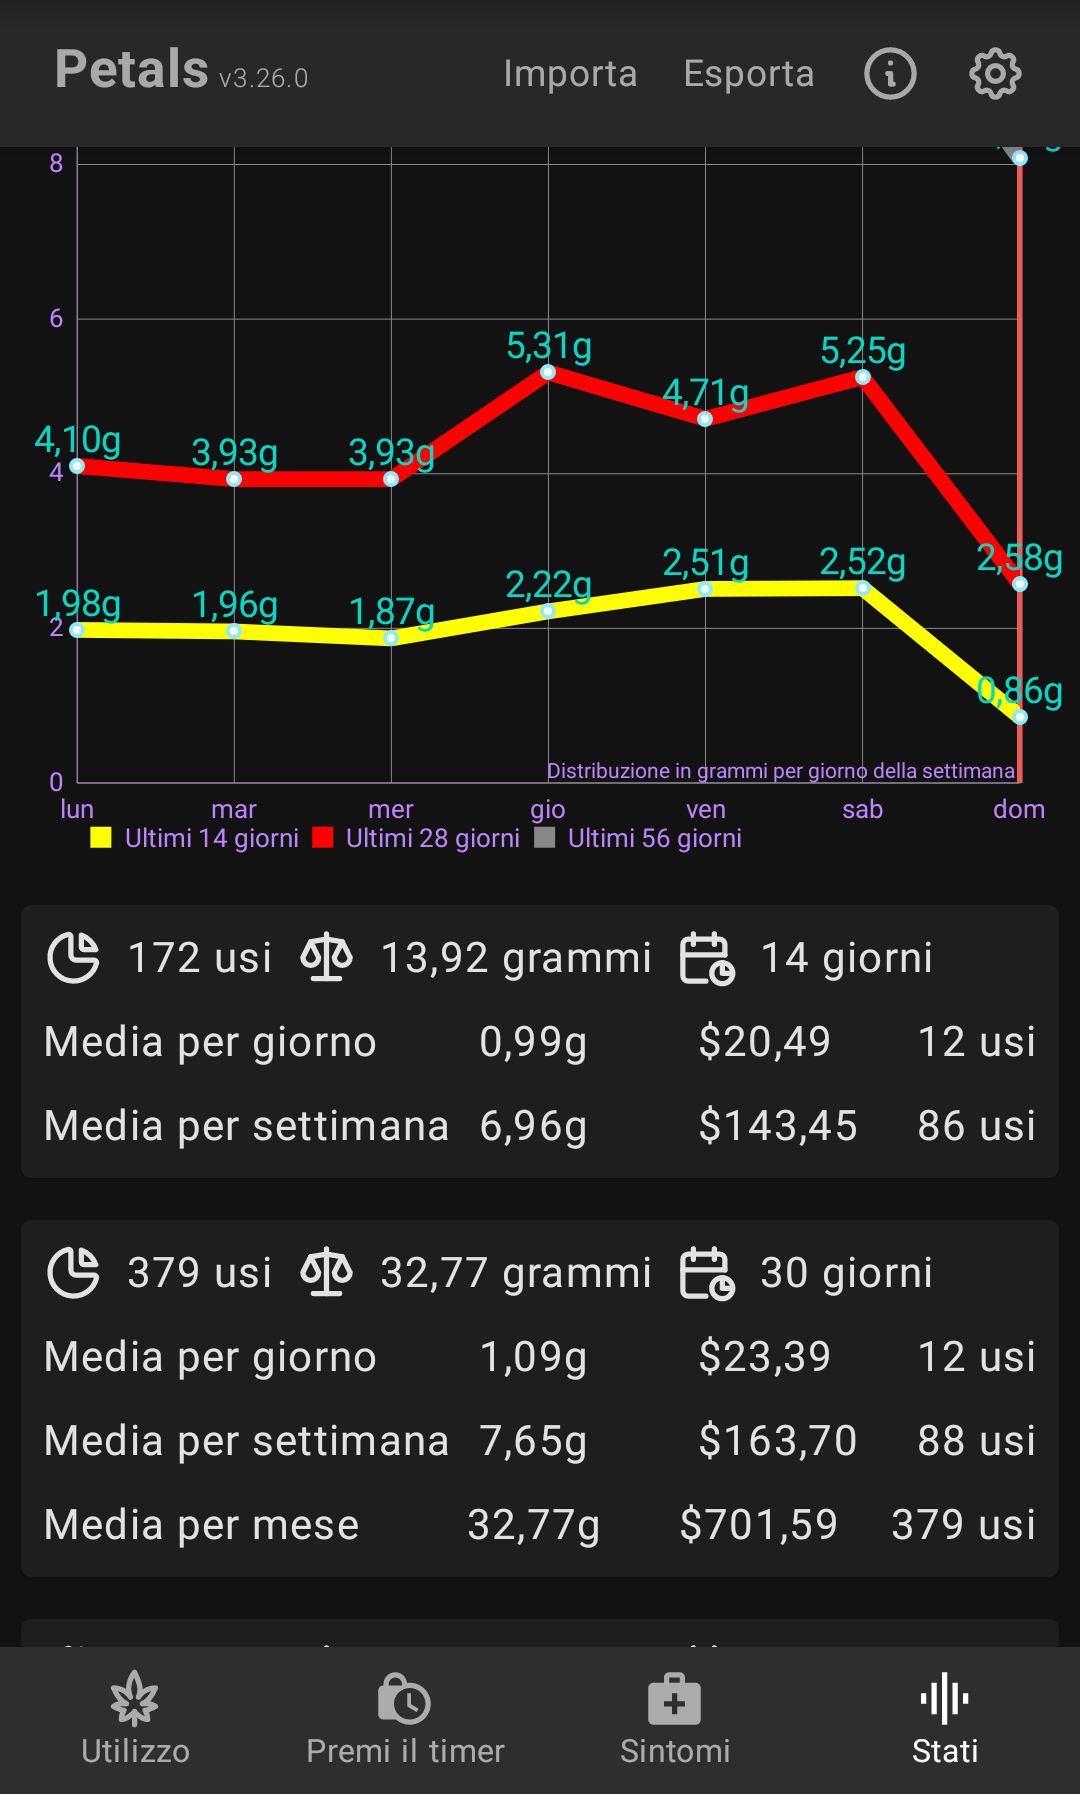 Petals v3.26.0 Importa Esporta
8
6
5,31g
5,25g
4,71g
4,10g
3,93g
3,93g
4
2,58g
2,22g
2,51g
2,52g
1,98g
1,96g
1,87g
2
0,86g
Distribuzione in grammi per giorno della settimana
0
lun mar mer gio ven sab dom
Ultimi 14 giorni Ultimi 28 giorni Ultimi 56 giorni
172 usi 13,92 grammi 14 giorni
Media per giorno 0,99g $20,49 12 usi
Media per settimana 6,96g $143,45 86 usi
379 usi 32,77 grammi 30 giorni
Media per giorno 1,09g $23,39 12 usi
Media per settimana 7,65g $163,70 88 usi
Media per mese 32,77g $701,59 379 usi
Utilizzo Premi il timer Sintomi Stati